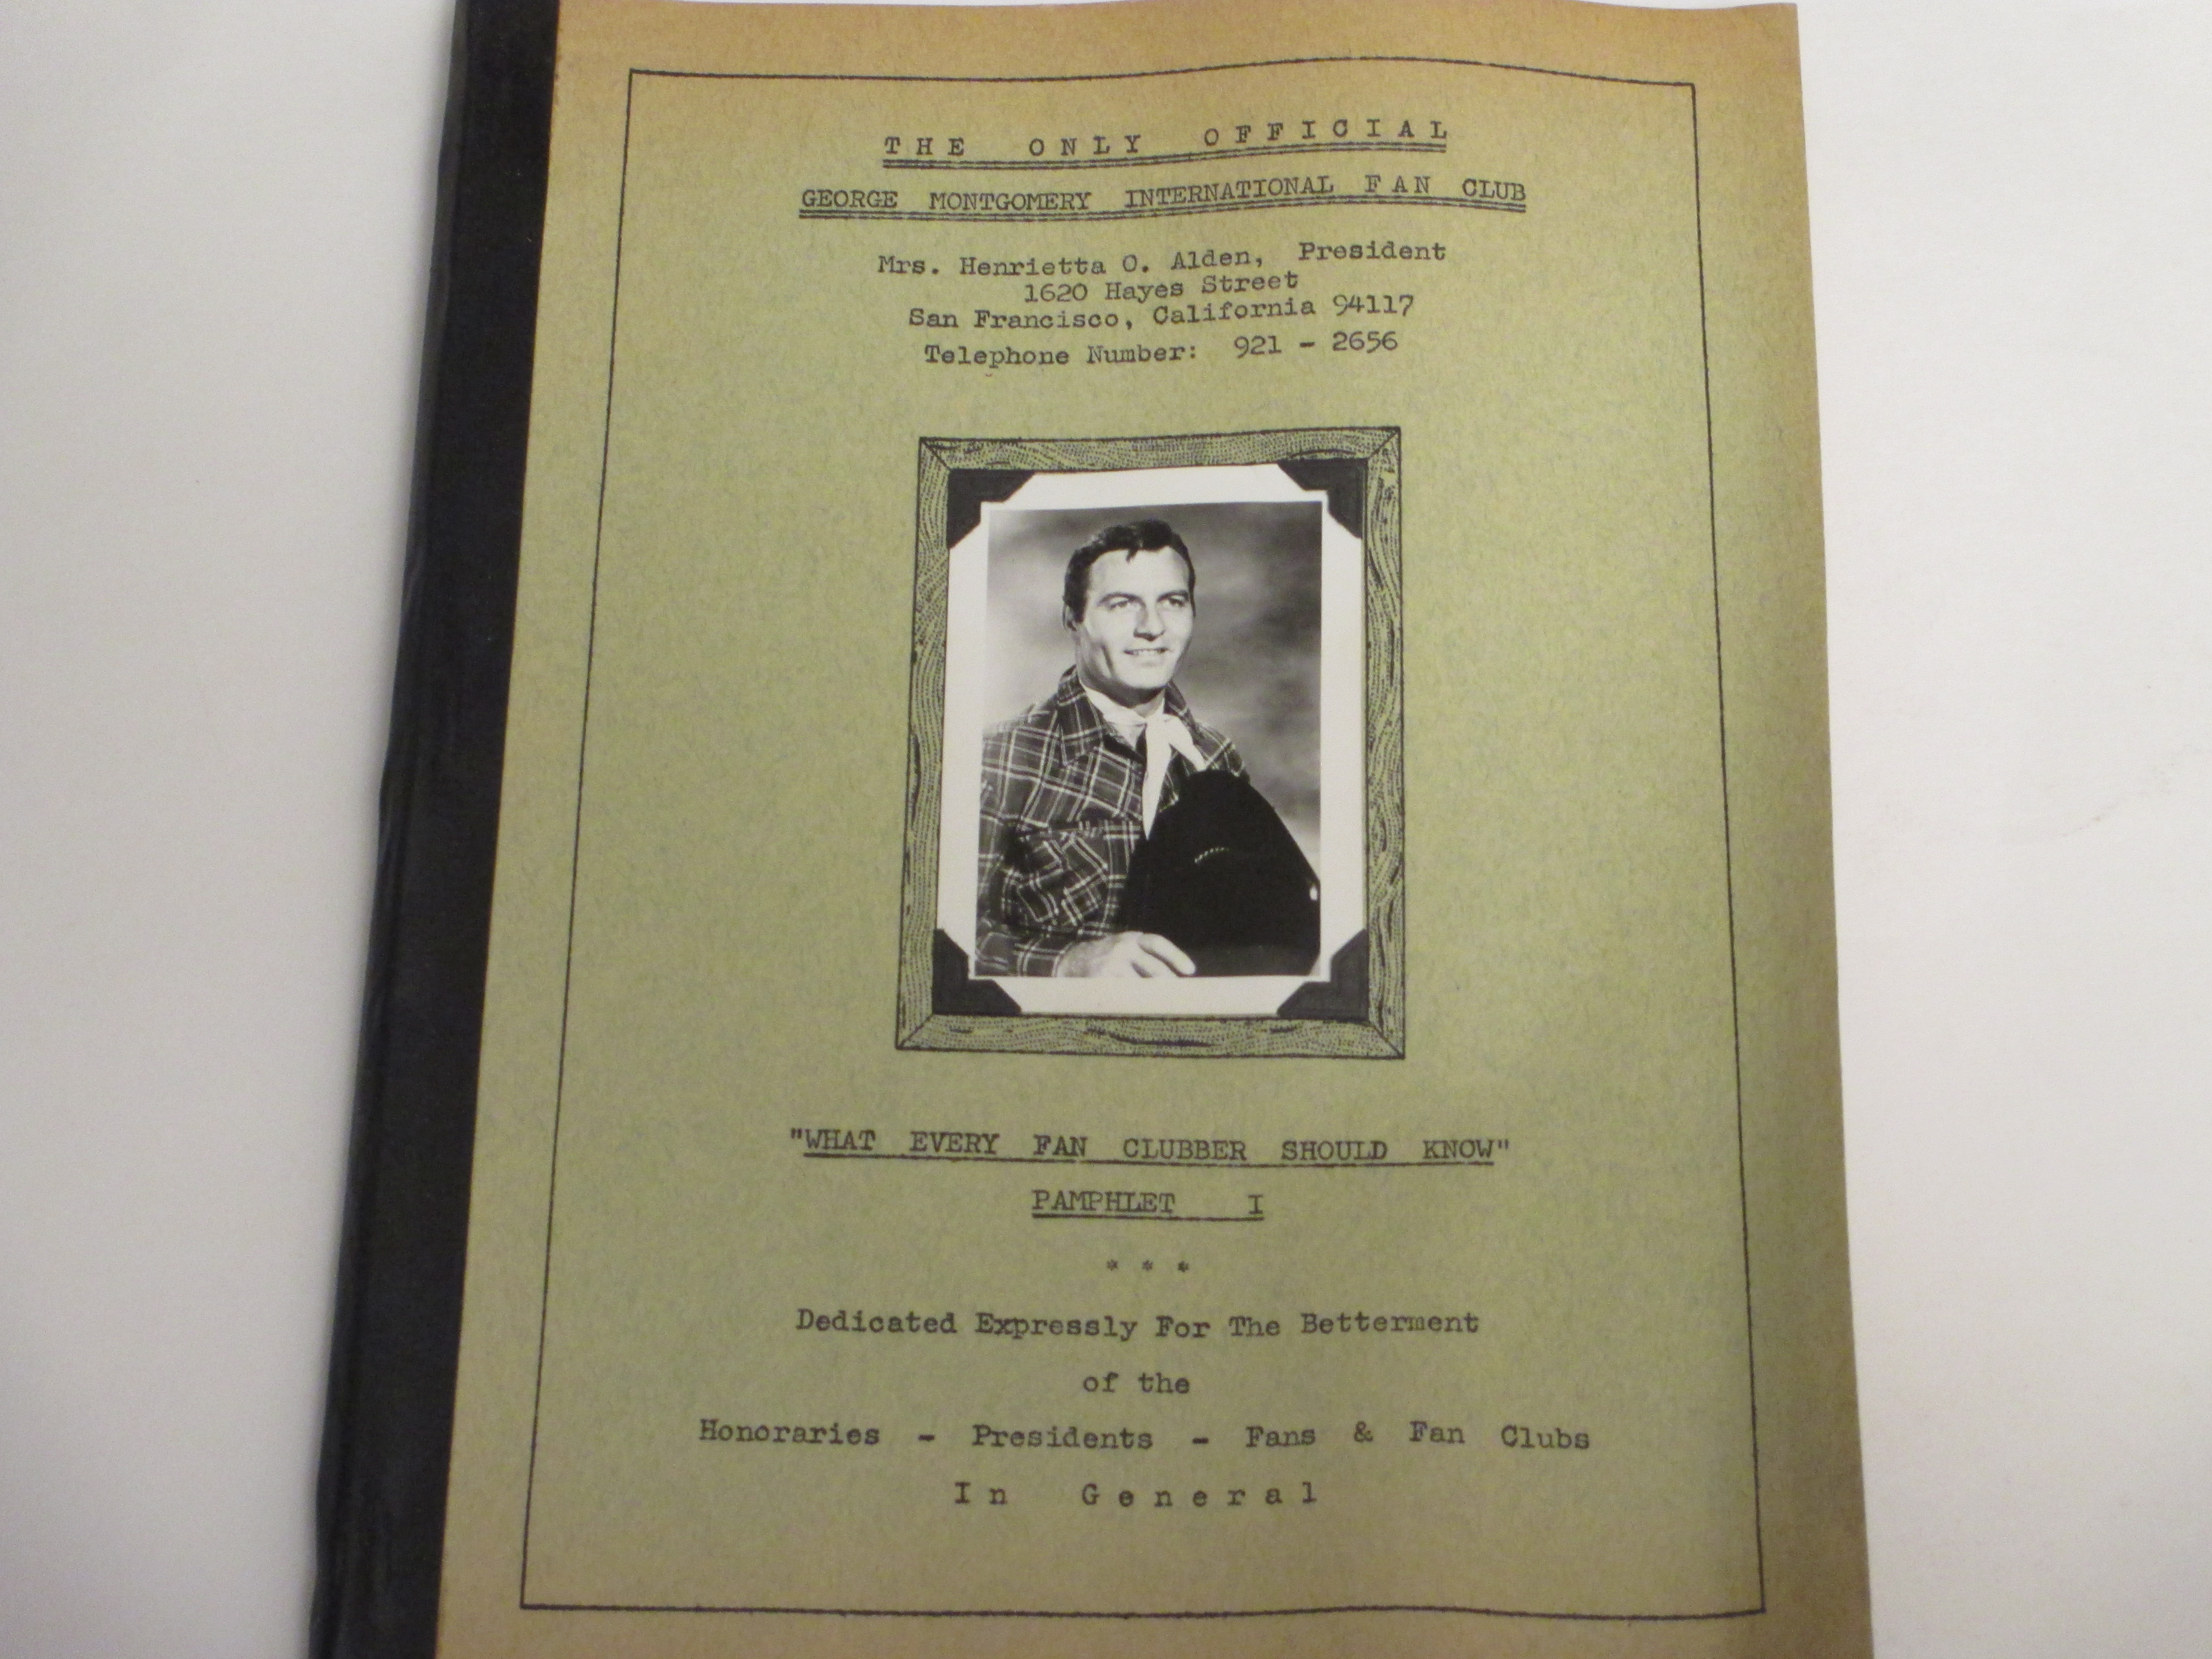 THE ONLY OFFICIAL
GEORGE MONTGOMERY INTERNATIONAL FAN CLUB
Mrs. Henrietta O. Alden, President
1620 Hayes Street
San Francisco, California 94117
Telephone Number: 921 - 2656
"WHAT EVERY FAN CLUBBER SHOULD KNOW"
PAMPHLET I
* * *
Dedicated Expressly For The Betterment
of the
Honoraries - Presidents - Fans & Fan Clubs
In General